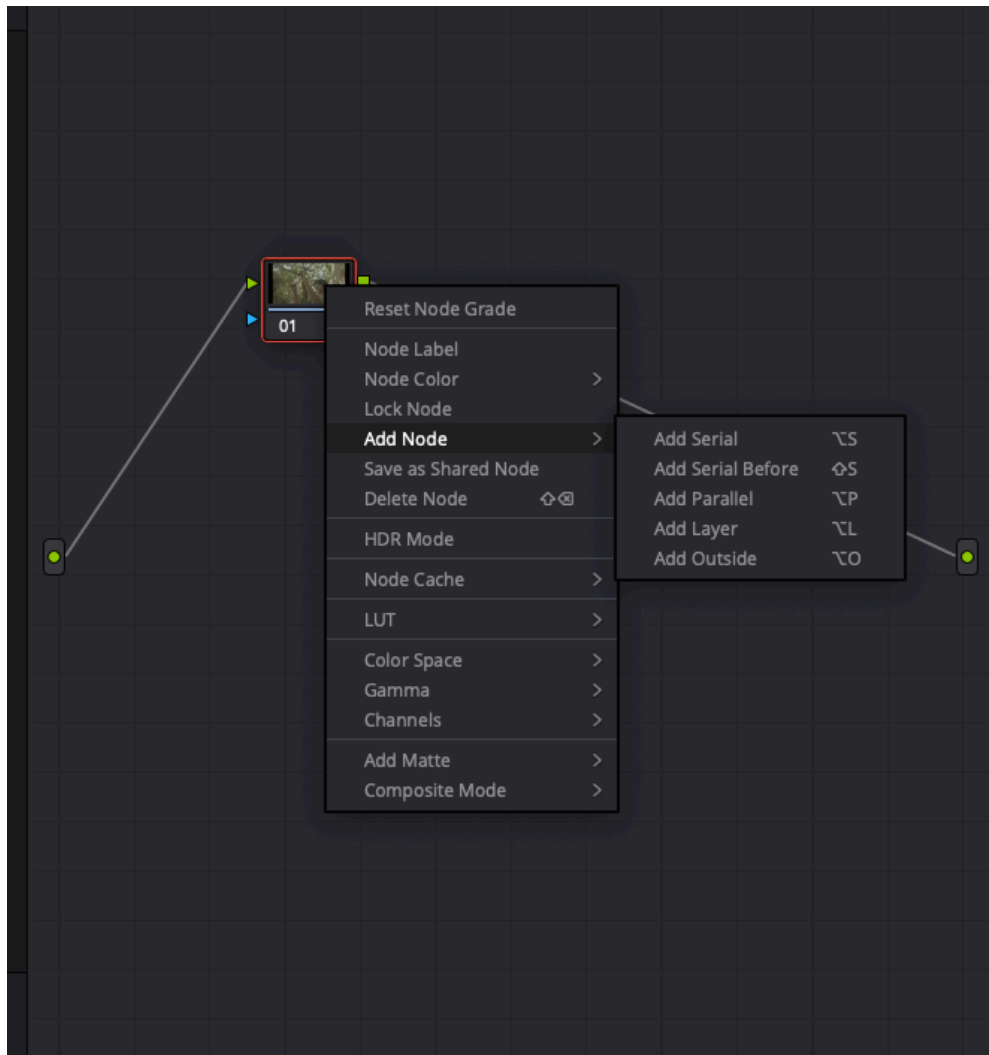 01
Reset Node Grade
Node Label
Node Color
Lock Node
Add Node
Save as Shared Node
Delete Node ⇧⌫
HDR Mode
Node Cache
LUT
Color Space
Gamma
Channels
Add Matte
Composite Mode
Add Serial ⌥S
Add Serial Before ⇧S
Add Parallel ⌥P
Add Layer ⌥L
Add Outside ⌥O